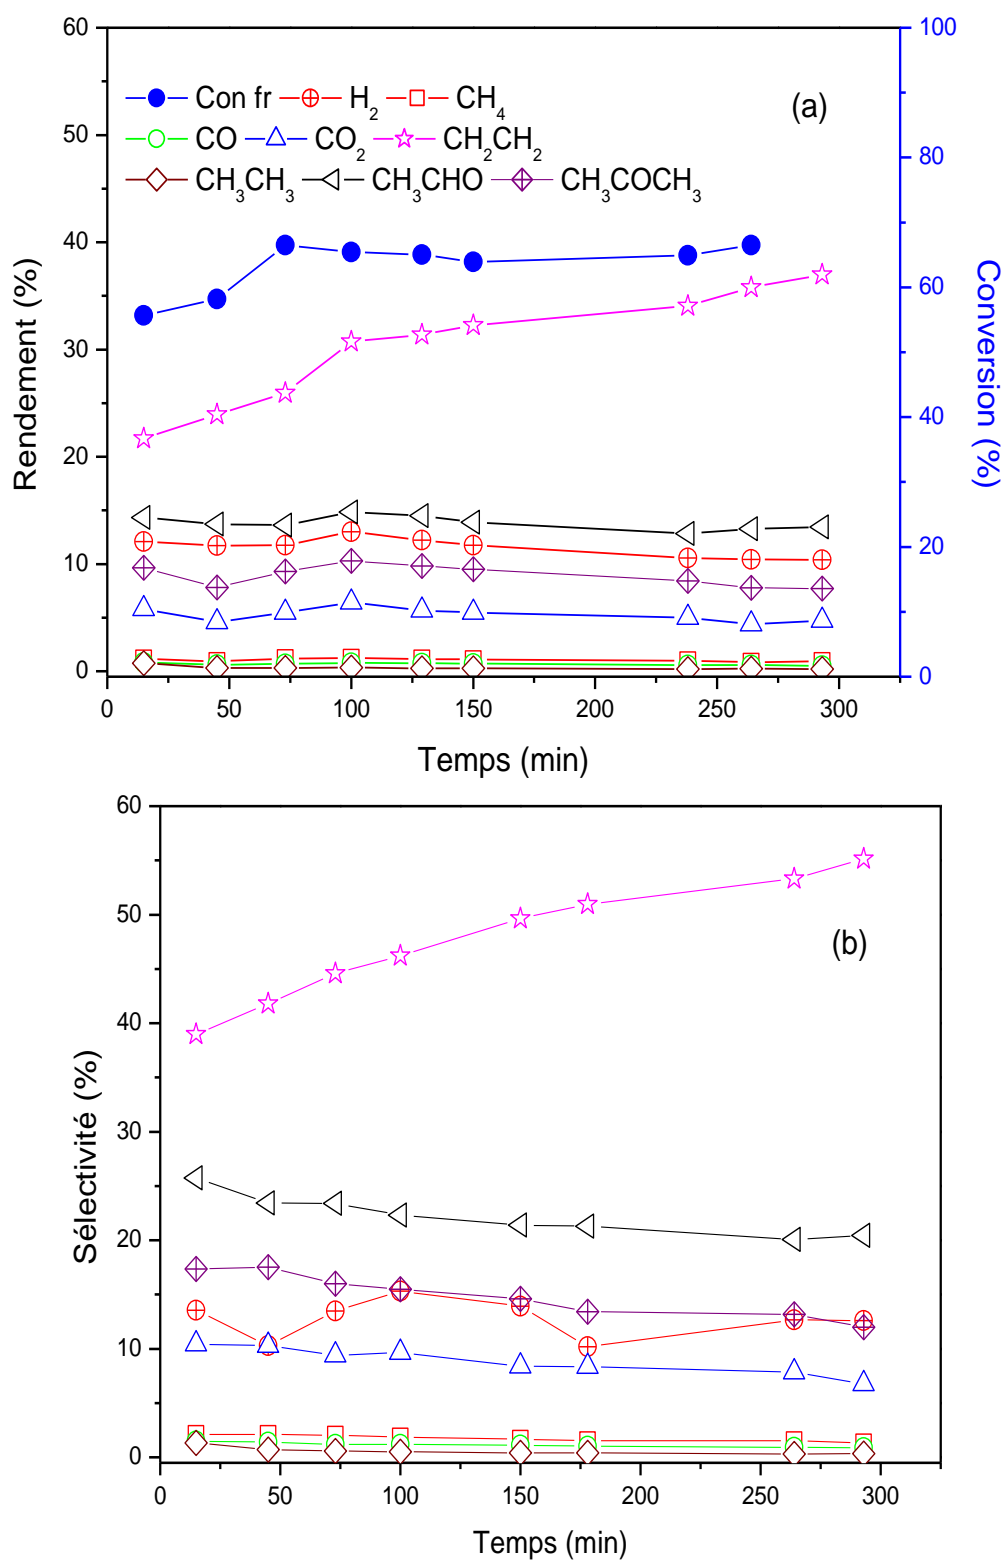 60
100
(a)
Con fr H₂ CH₄
50
CO CO₂ CH₂CH₂
80
CH₃CH₃ CH₃CHO CH₃COCH₃
40
60
30
Rendement (%)
Conversion (%)
40
20
20
10
0
0
0 50 100 150 200 250 300
Temps (min)
60
50
(b)
40
Sélectivité (%)
30
20
10
0
0 50 100 150 200 250 300
Temps (min)